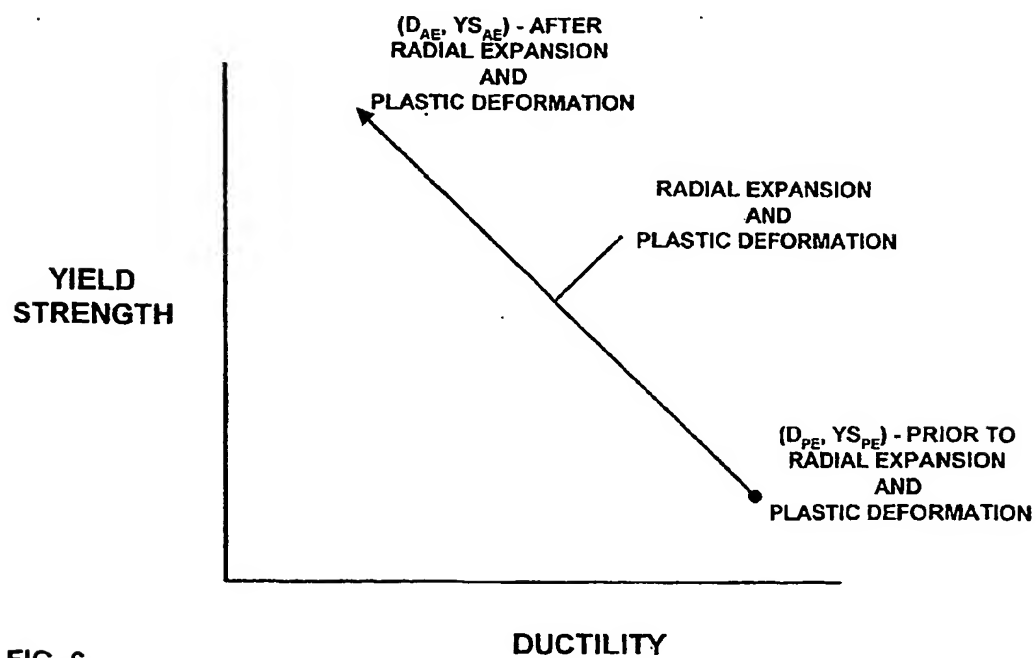 (D_AE, YS_AE) - AFTER
RADIAL EXPANSION
AND
PLASTIC DEFORMATION
RADIAL EXPANSION
AND
PLASTIC DEFORMATION
YIELD
STRENGTH
(D_PE, YS_PE) - PRIOR TO
RADIAL EXPANSION
AND
PLASTIC DEFORMATION
DUCTILITY
FIG.